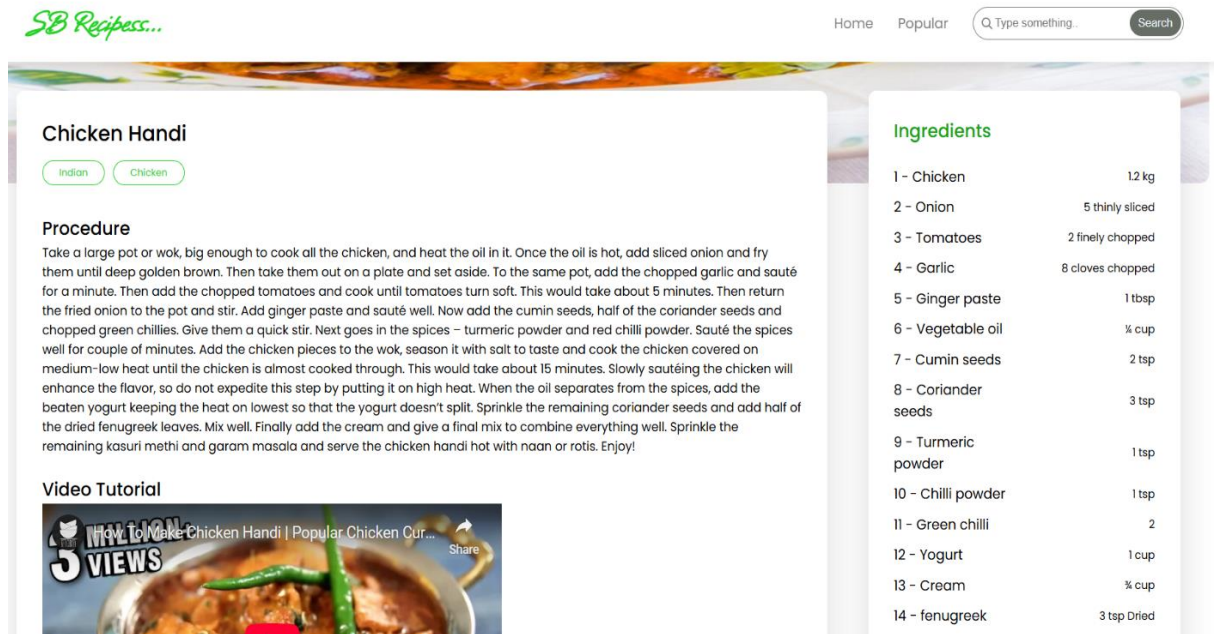 SB Recipess...
Home
Popular
Type something..
Search
Chicken Handi
Indian
Chicken
Procedure
Take a large pot or wok, big enough to cook all the chicken, and heat the oil in it. Once the oil is hot, add sliced onion and fry
them until deep golden brown. Then take them out on a plate and set aside. To the same pot, add the chopped garlic and sauté
for a minute. Then add the chopped tomatoes and cook until tomatoes turn soft. This would take about 5 minutes. Then return
the fried onion to the pot and stir. Add ginger paste and sauté well. Now add the cumin seeds, half of the coriander seeds and
chopped green chillies. Give them a quick stir. Next goes in the spices – turmeric powder and red chilli powder. Sauté the spices
well for couple of minutes. Add the chicken pieces to the wok, season it with salt to taste and cook the chicken covered on
medium-low heat until the chicken is almost cooked through. This would take about 15 minutes. Slowly sautéing the chicken will
enhance the flavor, so do not expedite this step by putting it on high heat. When the oil separates from the spices, add the
beaten yogurt keeping the heat on lowest so that the yogurt doesn't split. Sprinkle the remaining coriander seeds and add half of
the dried fenugreek leaves. Mix well. Finally add the cream and give a final mix to combine everything well. Sprinkle the
remaining kasuri methi and garam masala and serve the chicken handi hot with naan or rotis. Enjoy!
Video Tutorial
How To Make Chicken Handi | Popular Chicken Cur...
Share
3 MILLION+
VIEWS
Ingredients
1 - Chicken 1.2 kg
2 - Onion 5 thinly sliced
3 - Tomatoes 2 finely chopped
4 - Garlic 8 cloves chopped
5 - Ginger paste 1 tbsp
6 - Vegetable oil ¼ cup
7 - Cumin seeds 2 tsp
8 - Coriander
seeds 3 tsp
9 - Turmeric
powder 1 tsp
10 - Chilli powder 1 tsp
11 - Green chilli 2
12 - Yogurt 1 cup
13 - Cream ¾ cup
14 - fenugreek 3 tsp Dried